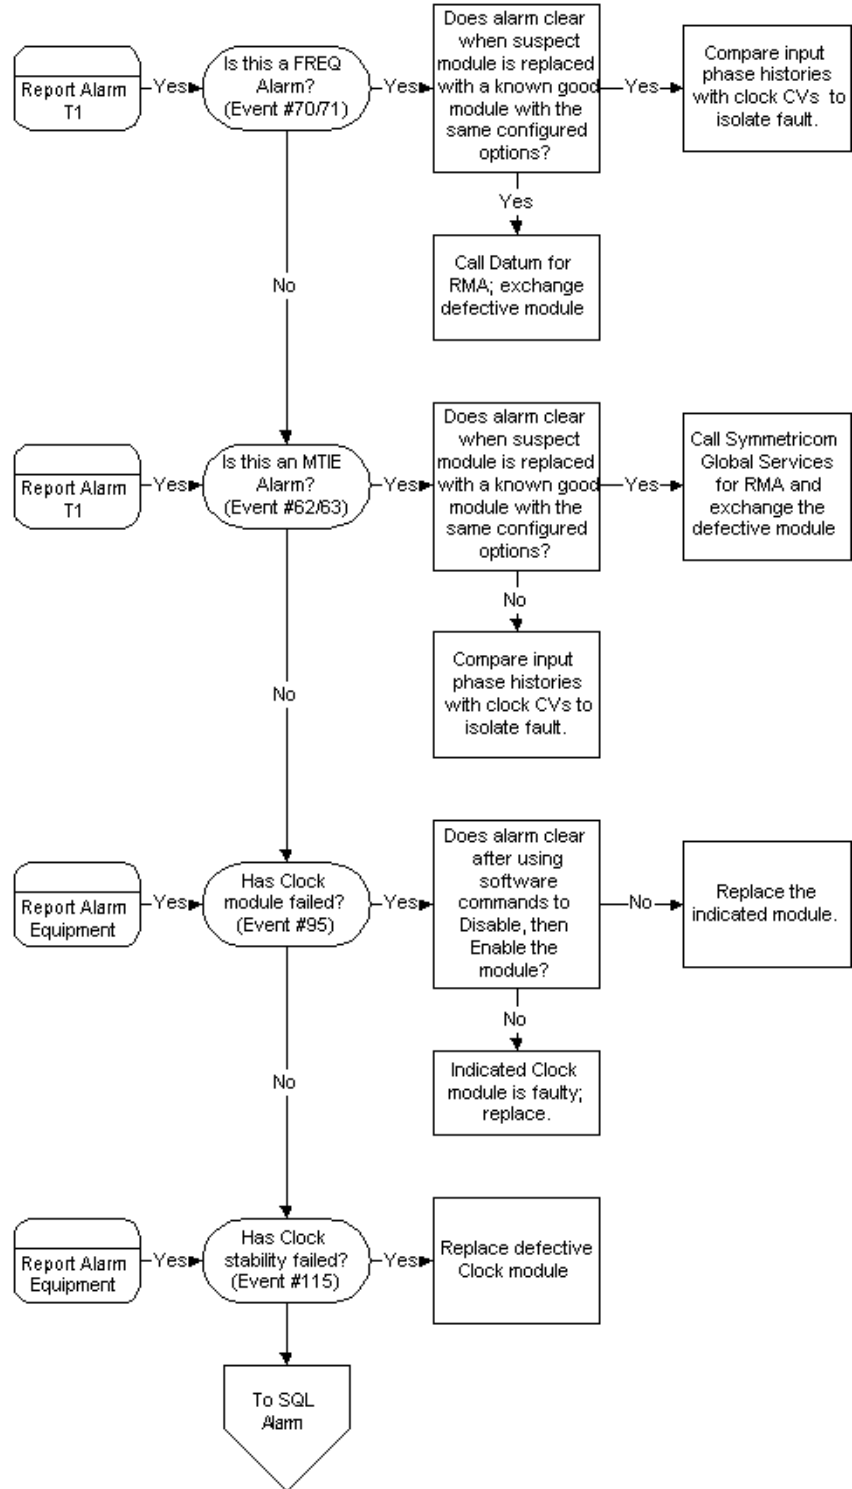 Report Alarm
T1
Yes
Is this a FREQ
Alarm?
(Event #70/71)
Yes
Does alarm clear
when suspect
module is replaced
with a known good
module with the
same configured
options?
Yes
Compare input
phase histories
with clock CVs to
isolate fault.
Yes
Call Datum for
RMA; exchange
defective module
No
Report Alarm
T1
Yes
Is this an MTIE
Alarm?
(Event #62/63)
Yes
Does alarm clear
when suspect
module is replaced
with a known good
module with the
same configured
options?
Yes
Call Symmetricom
Global Services
for RMA and
exchange the
defective module
No
Compare input
phase histories
with clock CVs to
isolate fault.
No
Report Alarm
Equipment
Yes
Has Clock
module failed?
(Event #95)
Yes
Does alarm clear
after using
software
commands to
Disable, then
Enable the
module?
No
Replace the
indicated module.
No
Indicated Clock
module is faulty;
replace.
No
Report Alarm
Equipment
Yes
Has Clock
stability failed?
(Event #115)
Yes
Replace defective
Clock module
To SQL
Alarm